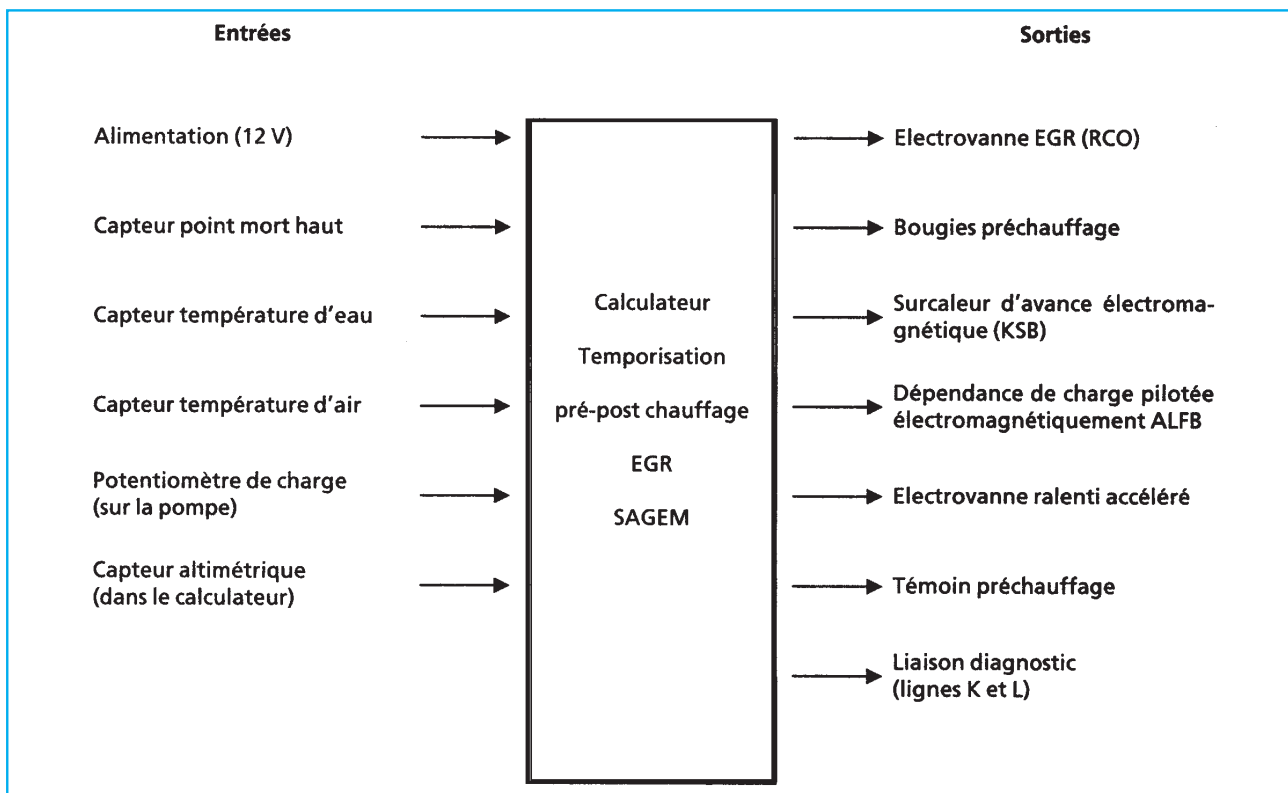 Entrées
Alimentation (12 V)
Capteur point mort haut
Capteur température d'eau
Capteur température d'air
Potentiomètre de charge
(sur la pompe)
Capteur altimétrique
(dans le calculateur)
Calculateur
Temporisation
pré-post chauffage
EGR
SAGEM
Sorties
Electrovanne EGR (RCO)
Bougies préchauffage
Surcaleur d'avance électroma-
gnétique (KSB)
Dépendance de charge pilotée
électromagnétiquement ALFB
Electrovanne ralenti accéléré
Témoin préchauffage
Liaison diagnostic
(lignes K et L)